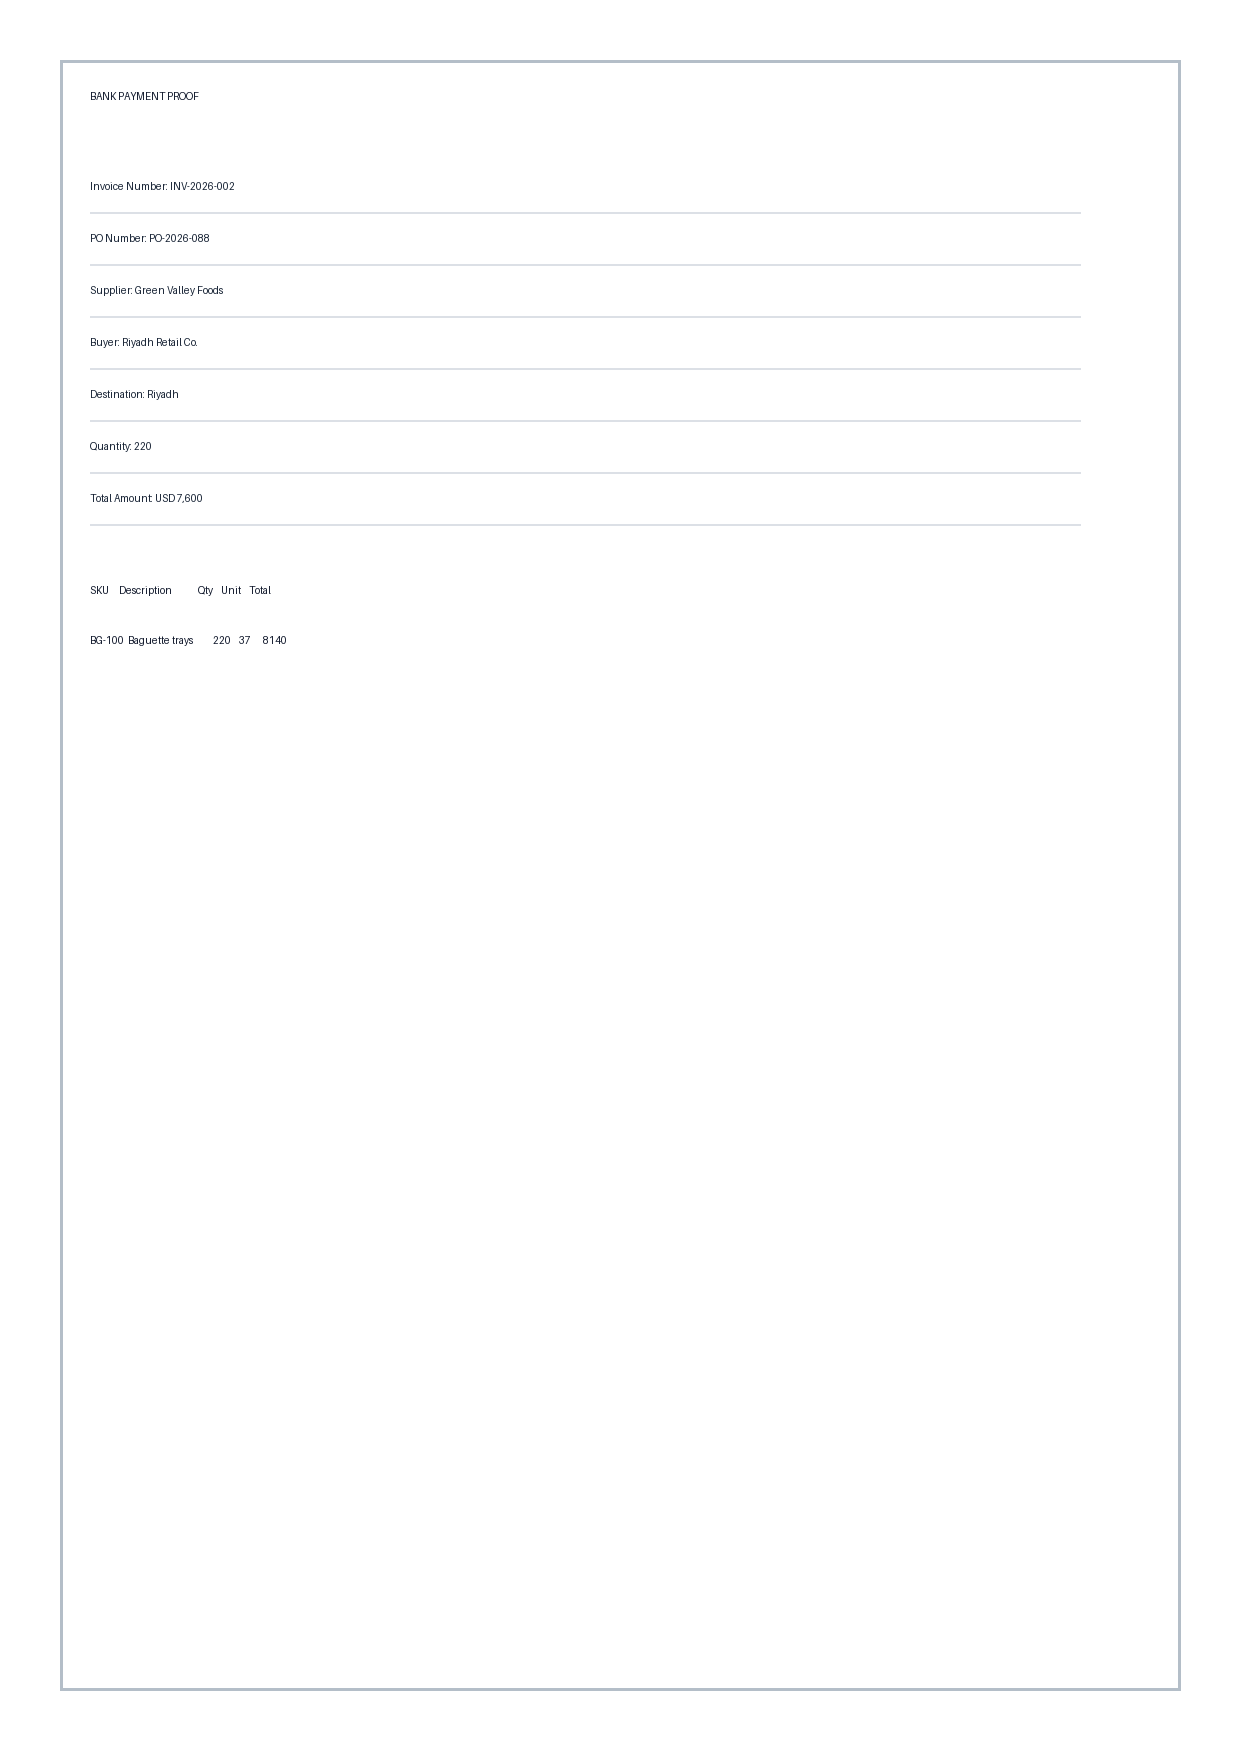 BANK PAYMENT PROOF
Invoice Number: INV-2026-002
PO Number: PO-2026-088
Supplier: Green Valley Foods
Buyer: Riyadh Retail Co.
Destination: Riyadh
Quantity: 220
Total Amount: USD 7,600
SKU Description Qty Unit Total
BG-100 Baguette trays 220 37 8140